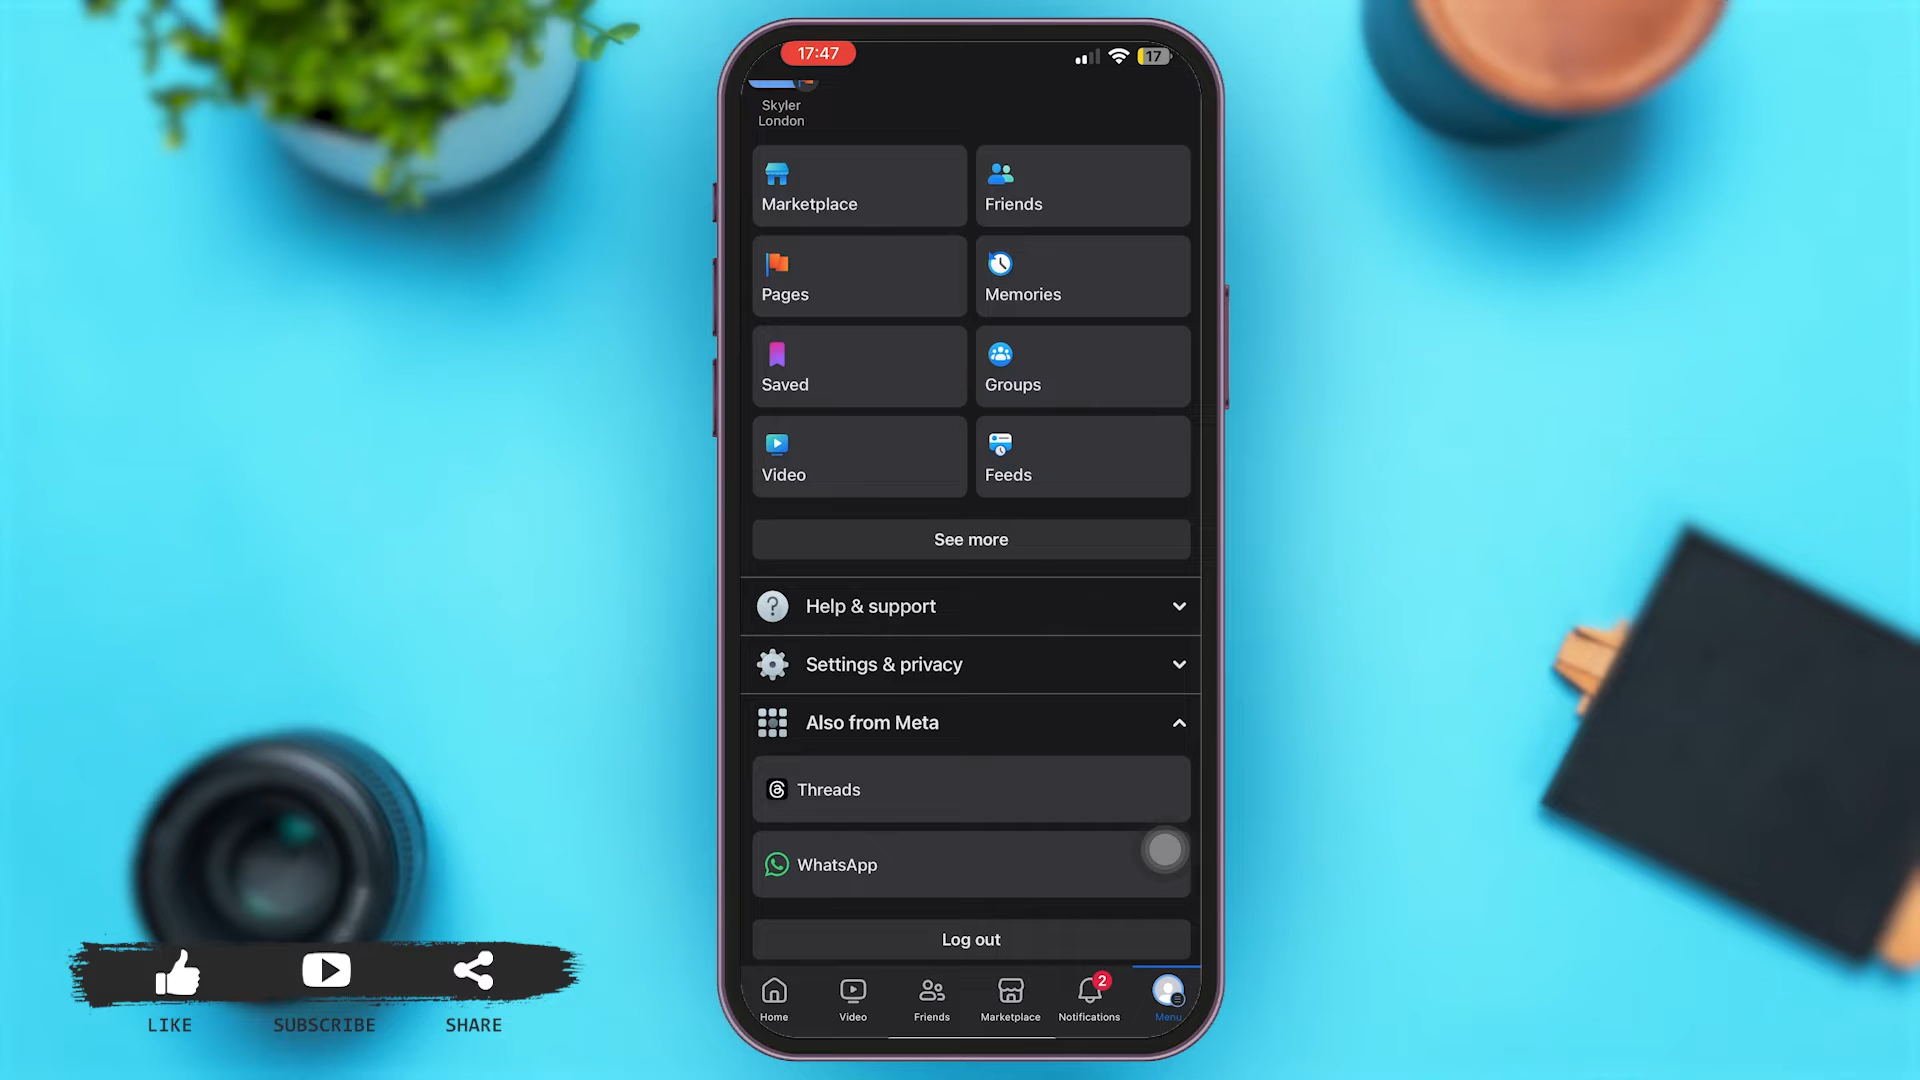 17:47
17
Skyler
London
Marketplace
Friends
Pages
Memories
Saved
Groups
Video
Feeds
See more
Help & support
Settings & privacy
Also from Meta
Threads
WhatsApp
Log out
2
Home
Video
Friends
Marketplace
Notifications
Menu
LIKE
SUBSCRIBE
SHARE